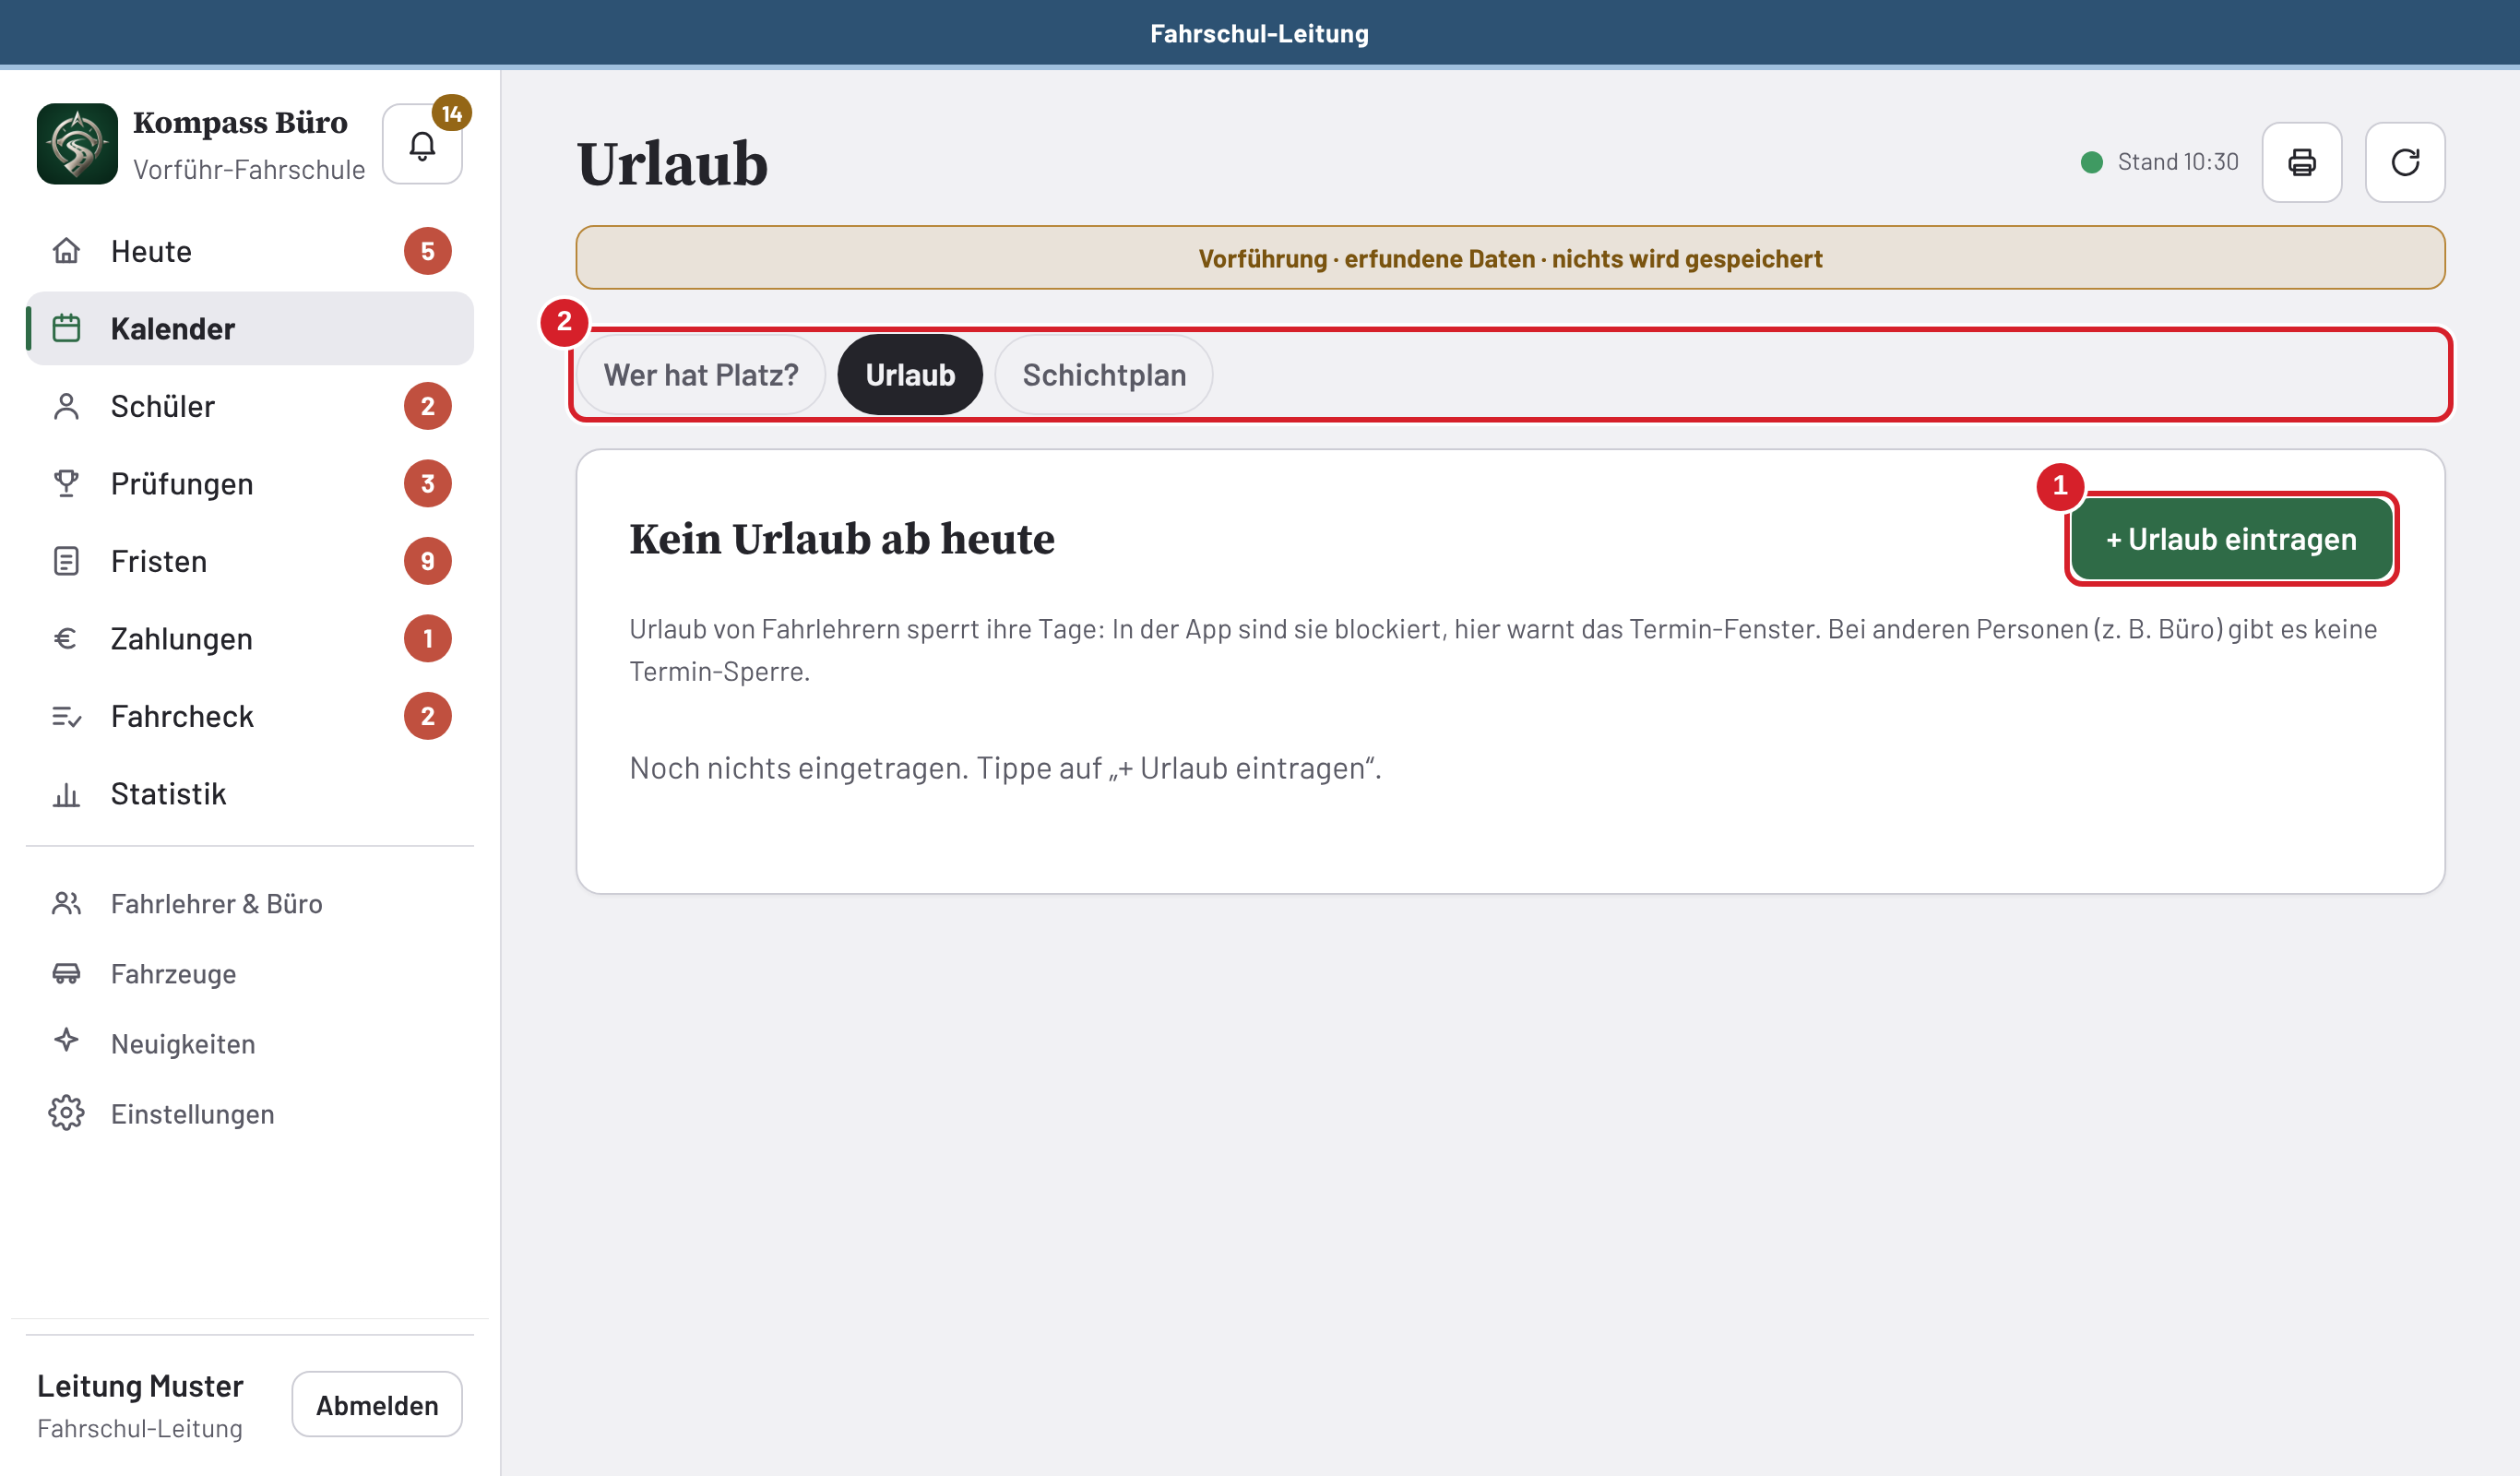 Fahrschul-Leitung
Kompass Büro
Vorführ-Fahrschule
14
Heute
5
Kalender
Schüler
2
Prüfungen
3
Fristen
9
Zahlungen
1
Fahrcheck
2
Statistik
Fahrlehrer & Büro
Fahrzeuge
Neuigkeiten
Einstellungen
Leitung Muster
Fahrschul-Leitung
Abmelden
Urlaub
Stand 10:30
Vorführung · erfundene Daten · nichts wird gespeichert
2
Wer hat Platz?
Urlaub
Schichtplan
Kein Urlaub ab heute
1
+ Urlaub eintragen
Urlaub von Fahrlehrern sperrt ihre Tage: In der App sind sie blockiert, hier warnt das Termin-Fenster. Bei anderen Personen (z. B. Büro) gibt es keine
Termin-Sperre.
Noch nichts eingetragen. Tippe auf „+ Urlaub eintragen“.